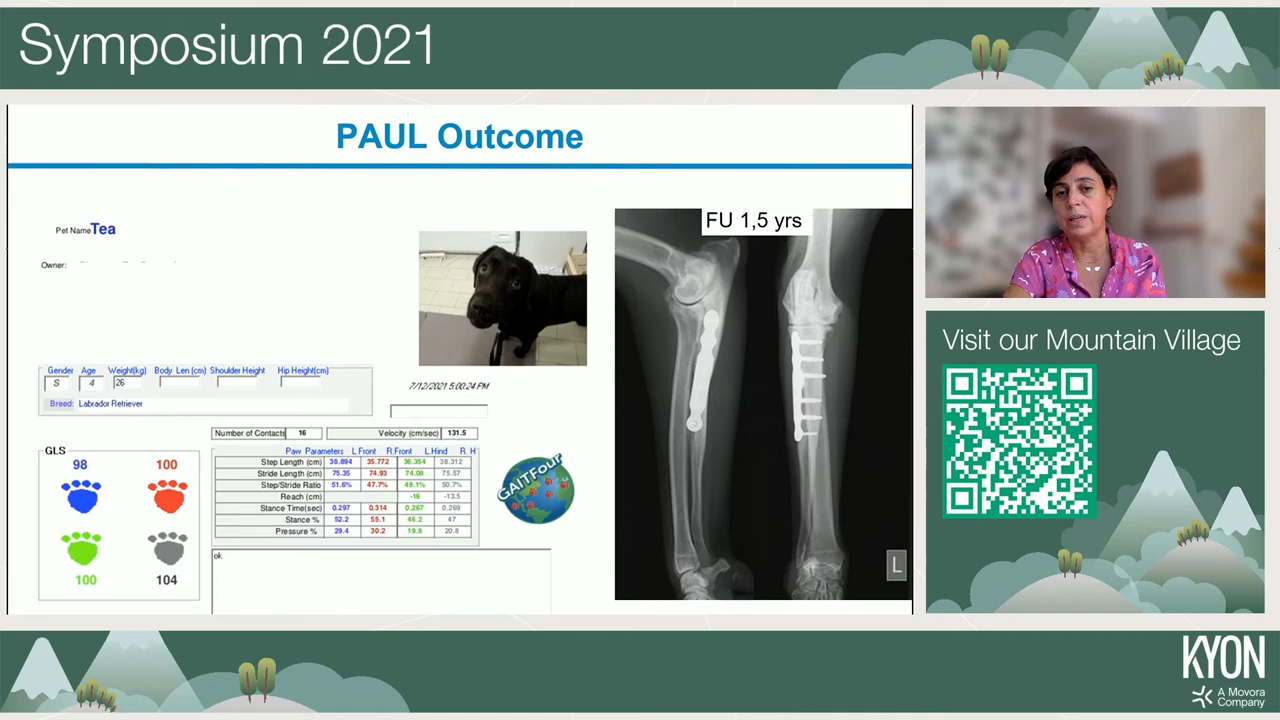 Symposium 2021
PAUL Outcome
Pet Name Tea
Owner:
Gender Age Weight(kg) Body Len (cm) Shoulder Height Hip Height(cm)
S 4 26
Breed: Labrador Retriever
7/12/2021 5:00:24 PM
Number of Contacts 16 Velocity (cm/sec) 131.5
GLS
98 100
100 104
Paw Parameters L.Front R.Front L.Hind R. H
Step Length (cm) 38.894 35.772 36.354 38.312
Stride Length (cm) 75.35 74.93 74.08 75.57
Step/Stride Ratio 51.6% 47.7% 49.1% 50.7%
Reach (cm) -16 -13.5
Stance Time(sec) 0.297 0.314 0.267 0.269
Stance % 52.2 55.1 46.2 47
Pressure % 29.4 30.2 19.8 20.8
ok
GAITFour
FU 1,5 yrs
L
Visit our Mountain Village
KYON
A Movora
Company